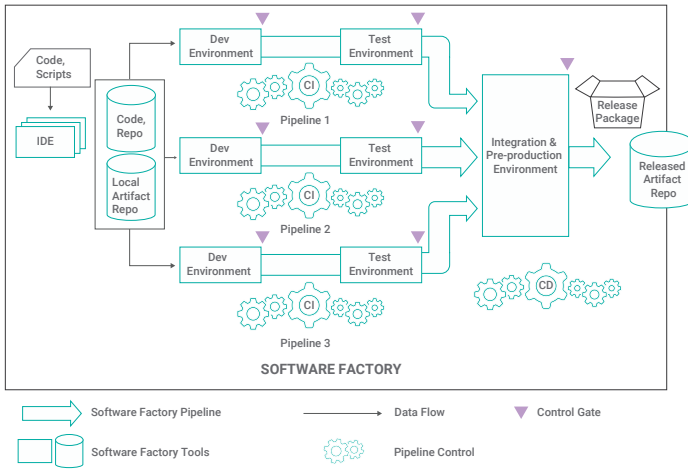 Code,
Scripts
IDE
Code,
Repo
Local
Artifact
Repo
Dev
Environment
Test
Environment
CI
Pipeline 1
Dev
Environment
Test
Environment
CI
Pipeline 2
Dev
Environment
Test
Environment
CI
Pipeline 3
Integration &
Pre-production
Environment
CD
Release
Package
Released
Artifact
Repo
SOFTWARE FACTORY
Software Factory Pipeline
Data Flow
Control Gate
Software Factory Tools
Pipeline Control